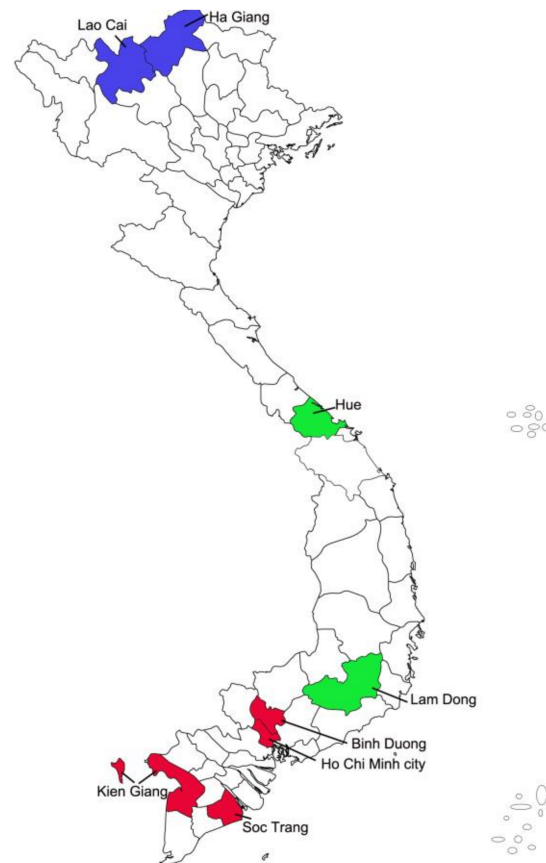 Lao Cai
Ha Giang
Hue
Lam Dong
Binh Duong
Ho Chi Minh city
Kien Giang
Soc Trang